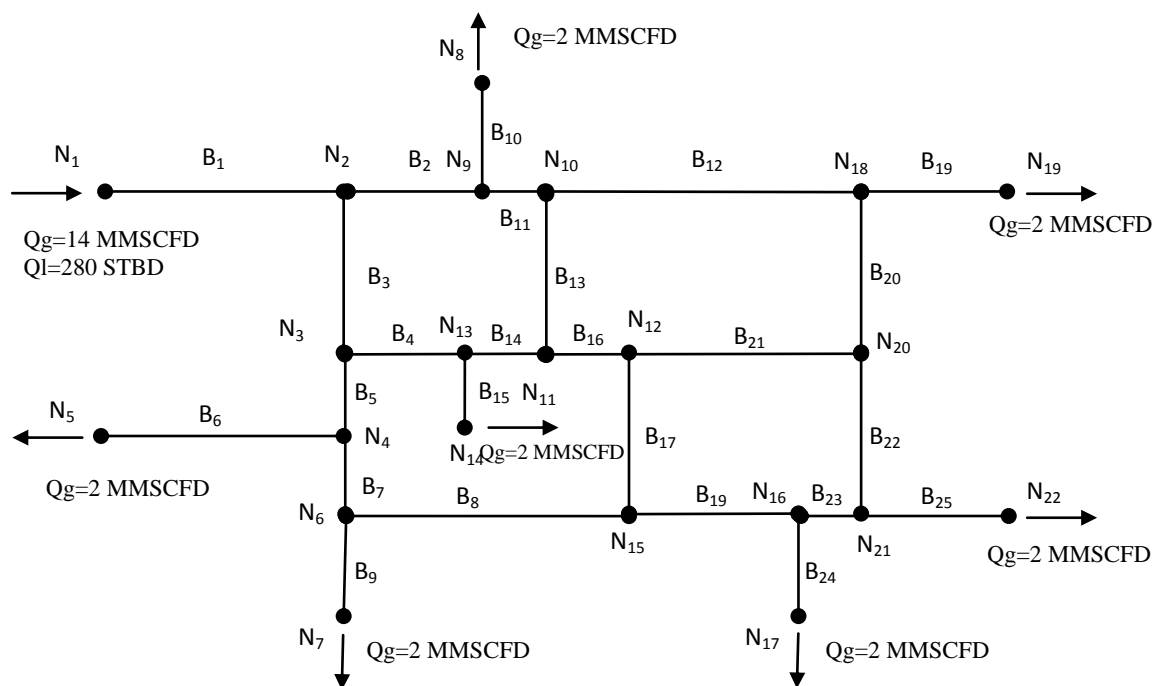 Qg=2 MMSCFD
N8
B10
N1
B1
N2
B2
N9
N10
B12
N18
B19
N19
B11
Qg=14 MMSCFD
Ql=280 STBD
Qg=2 MMSCFD
B3
B13
B20
N3
B4
N13
B14
B16
N12
B21
N20
B5
B15
N11
N5
B6
N4
N14
Qg=2 MMSCFD
B17
B22
Qg=2 MMSCFD
B7
B8
B19
N16
B23
B25
N22
N6
N15
N21
Qg=2 MMSCFD
B9
B24
N7
Qg=2 MMSCFD
N17
Qg=2 MMSCFD